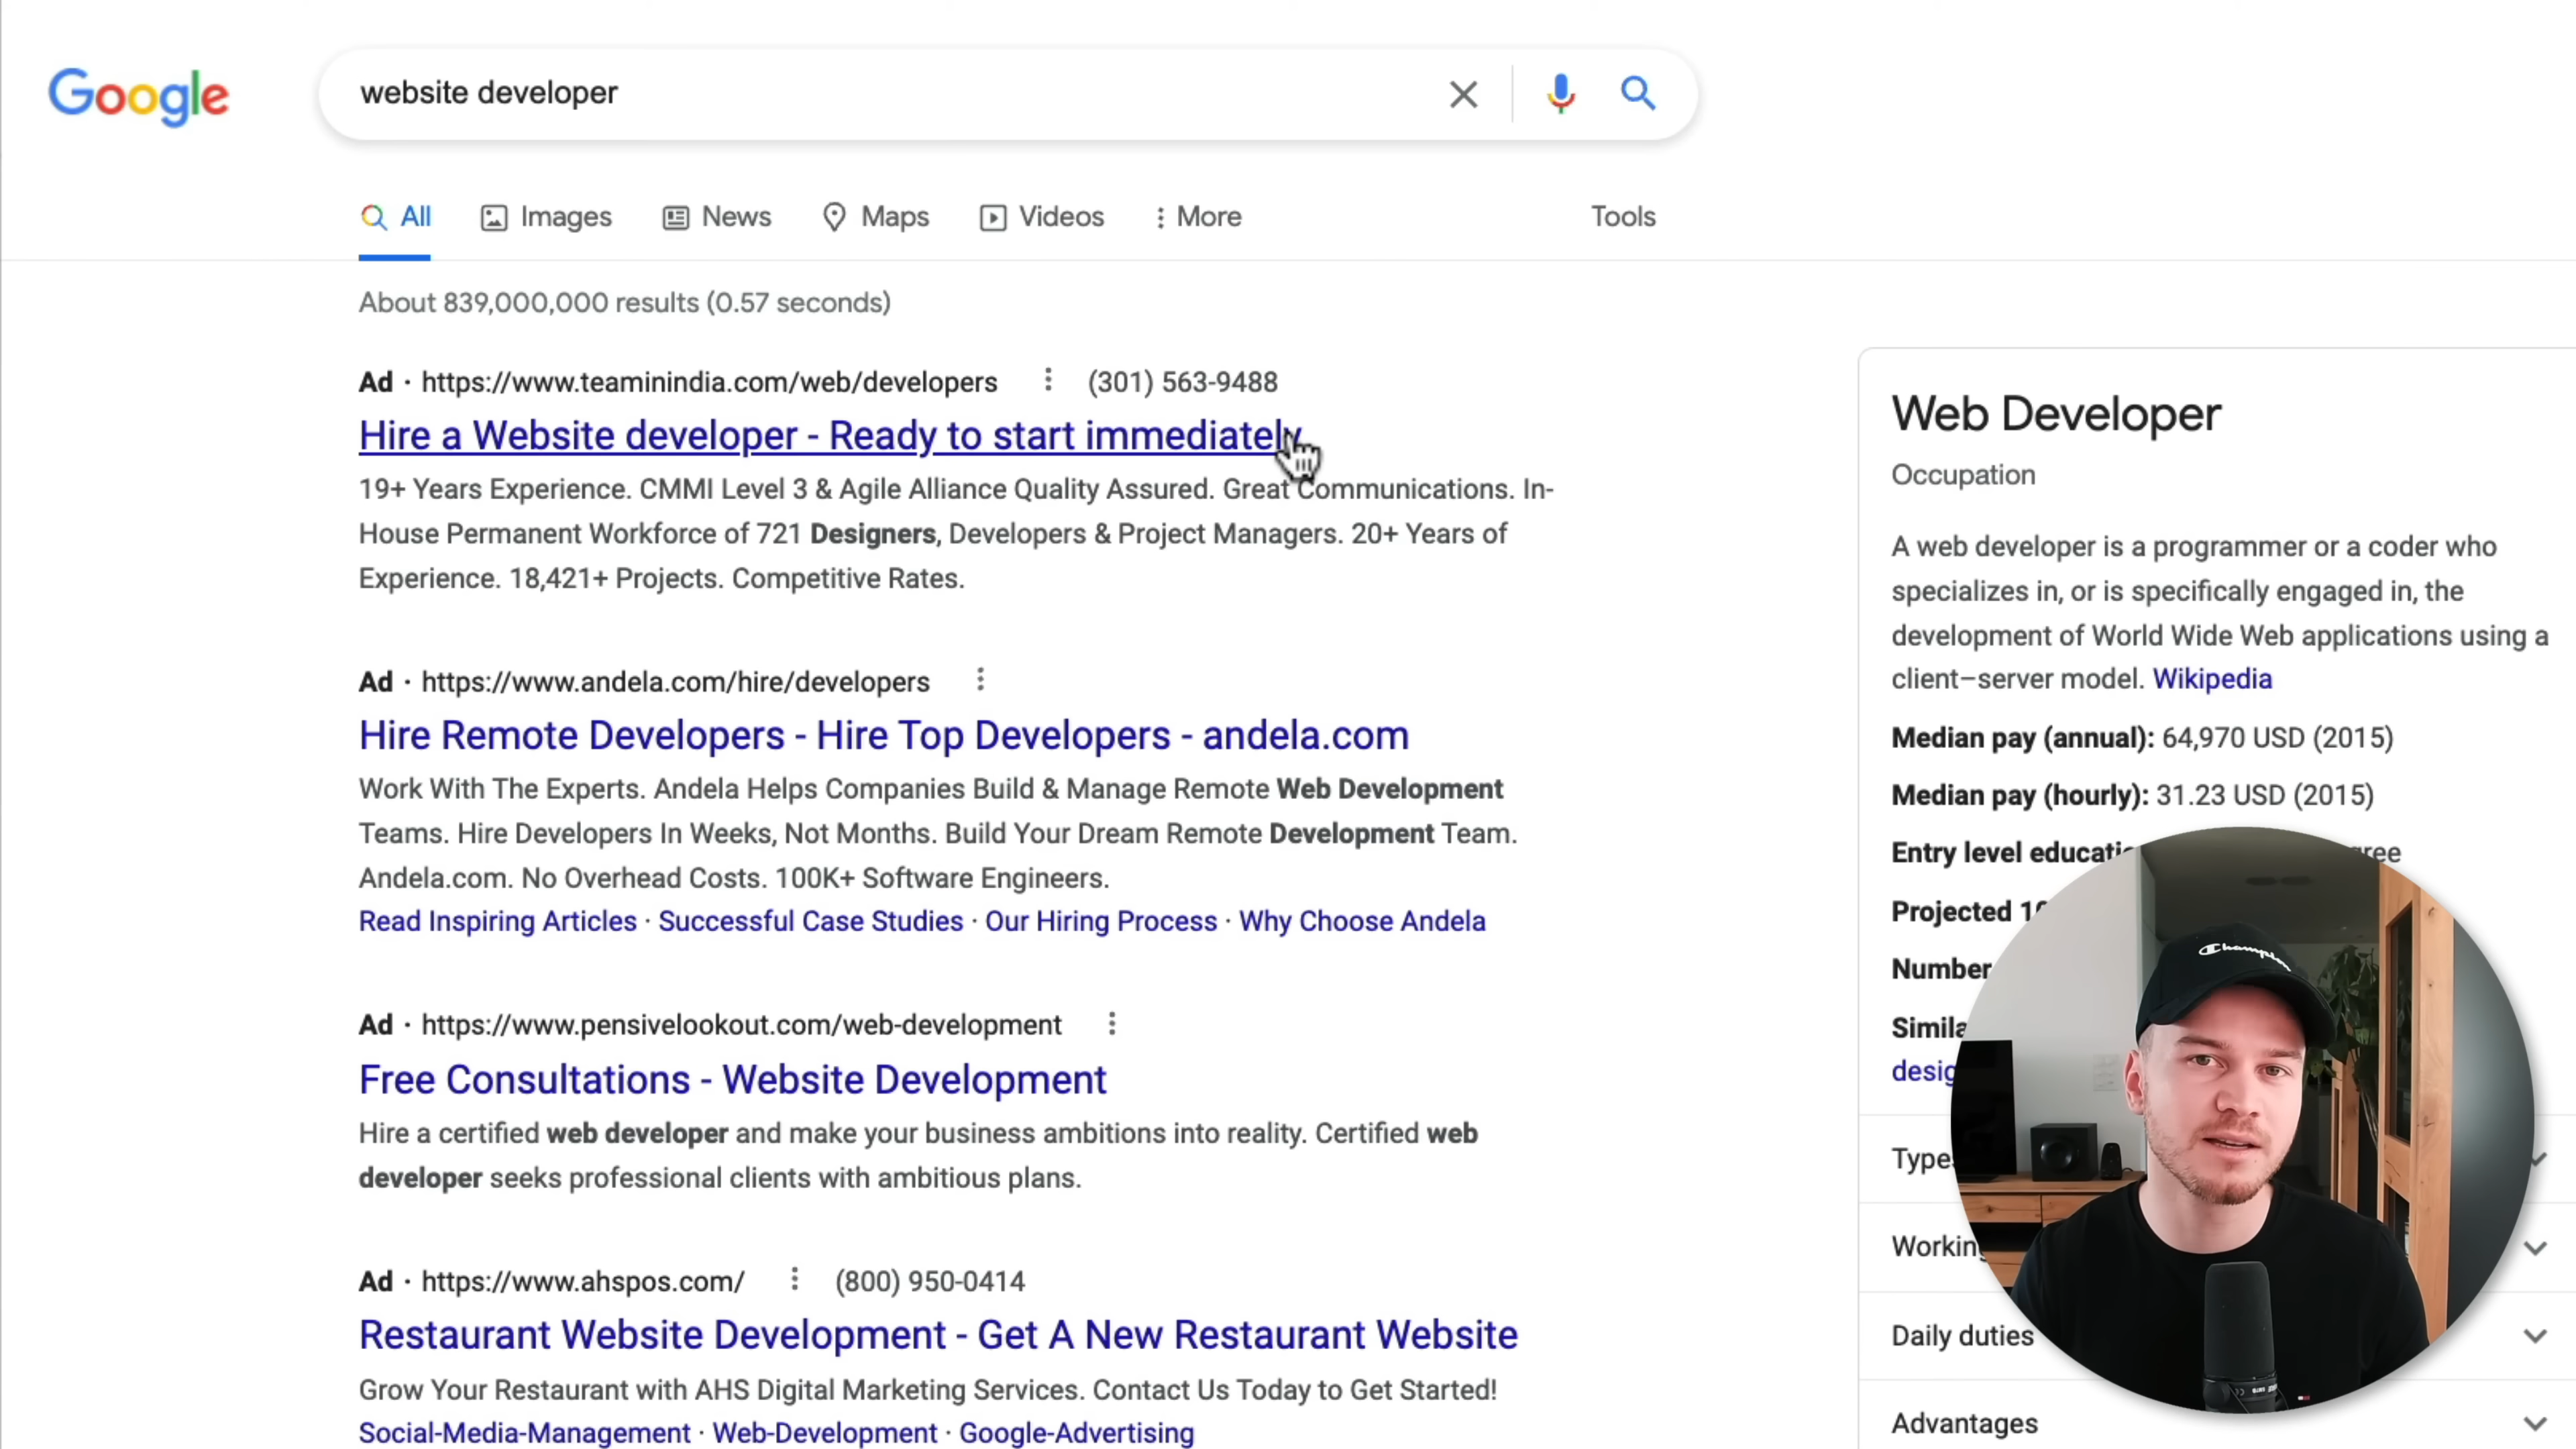 Google
website developer
All
Images
News
Maps
Videos
More
Tools
About 839,000,000 results (0.57 seconds)
Ad · https://www.teaminindia.com/web/developers (301) 563-9488
Hire a Website developer - Ready to start immediately
19+ Years Experience. CMMI Level 3 & Agile Alliance Quality Assured. Great Communications. In-
House Permanent Workforce of 721 Designers, Developers & Project Managers. 20+ Years of
Experience. 18,421+ Projects. Competitive Rates.
Ad · https://www.andela.com/hire/developers
Hire Remote Developers - Hire Top Developers - andela.com
Work With The Experts. Andela Helps Companies Build & Manage Remote Web Development
Teams. Hire Developers In Weeks, Not Months. Build Your Dream Remote Development Team.
Andela.com. No Overhead Costs. 100K+ Software Engineers.
Read Inspiring Articles · Successful Case Studies · Our Hiring Process · Why Choose Andela
Ad · https://www.pensivelookout.com/web-development
Free Consultations - Website Development
Hire a certified web developer and make your business ambitions into reality. Certified web
developer seeks professional clients with ambitious plans.
Ad · https://www.ahspos.com/ (800) 950-0414
Restaurant Website Development - Get A New Restaurant Website
Grow Your Restaurant with AHS Digital Marketing Services. Contact Us Today to Get Started!
Social-Media-Management · Web-Development · Google-Advertising
Web Developer
Occupation
A web developer is a programmer or a coder who
specializes in, or is specifically engaged in, the
development of World Wide Web applications using a
client–server model. Wikipedia
Median pay (annual): 64,970 USD (2015)
Median pay (hourly): 31.23 USD (2015)
Entry level
Projected
Number
Daily duties
Advantages
Champion